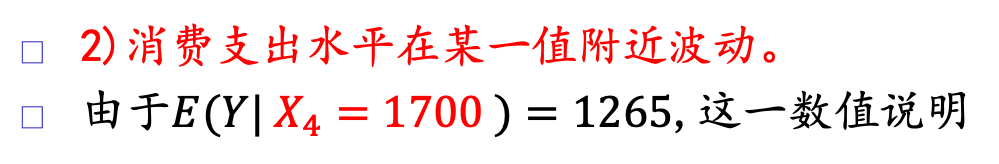 □ 2)消费支出水平在某一值附近波动。
□ 由于E(Y| X₄ = 1700 ) = 1265, 这一数值说明